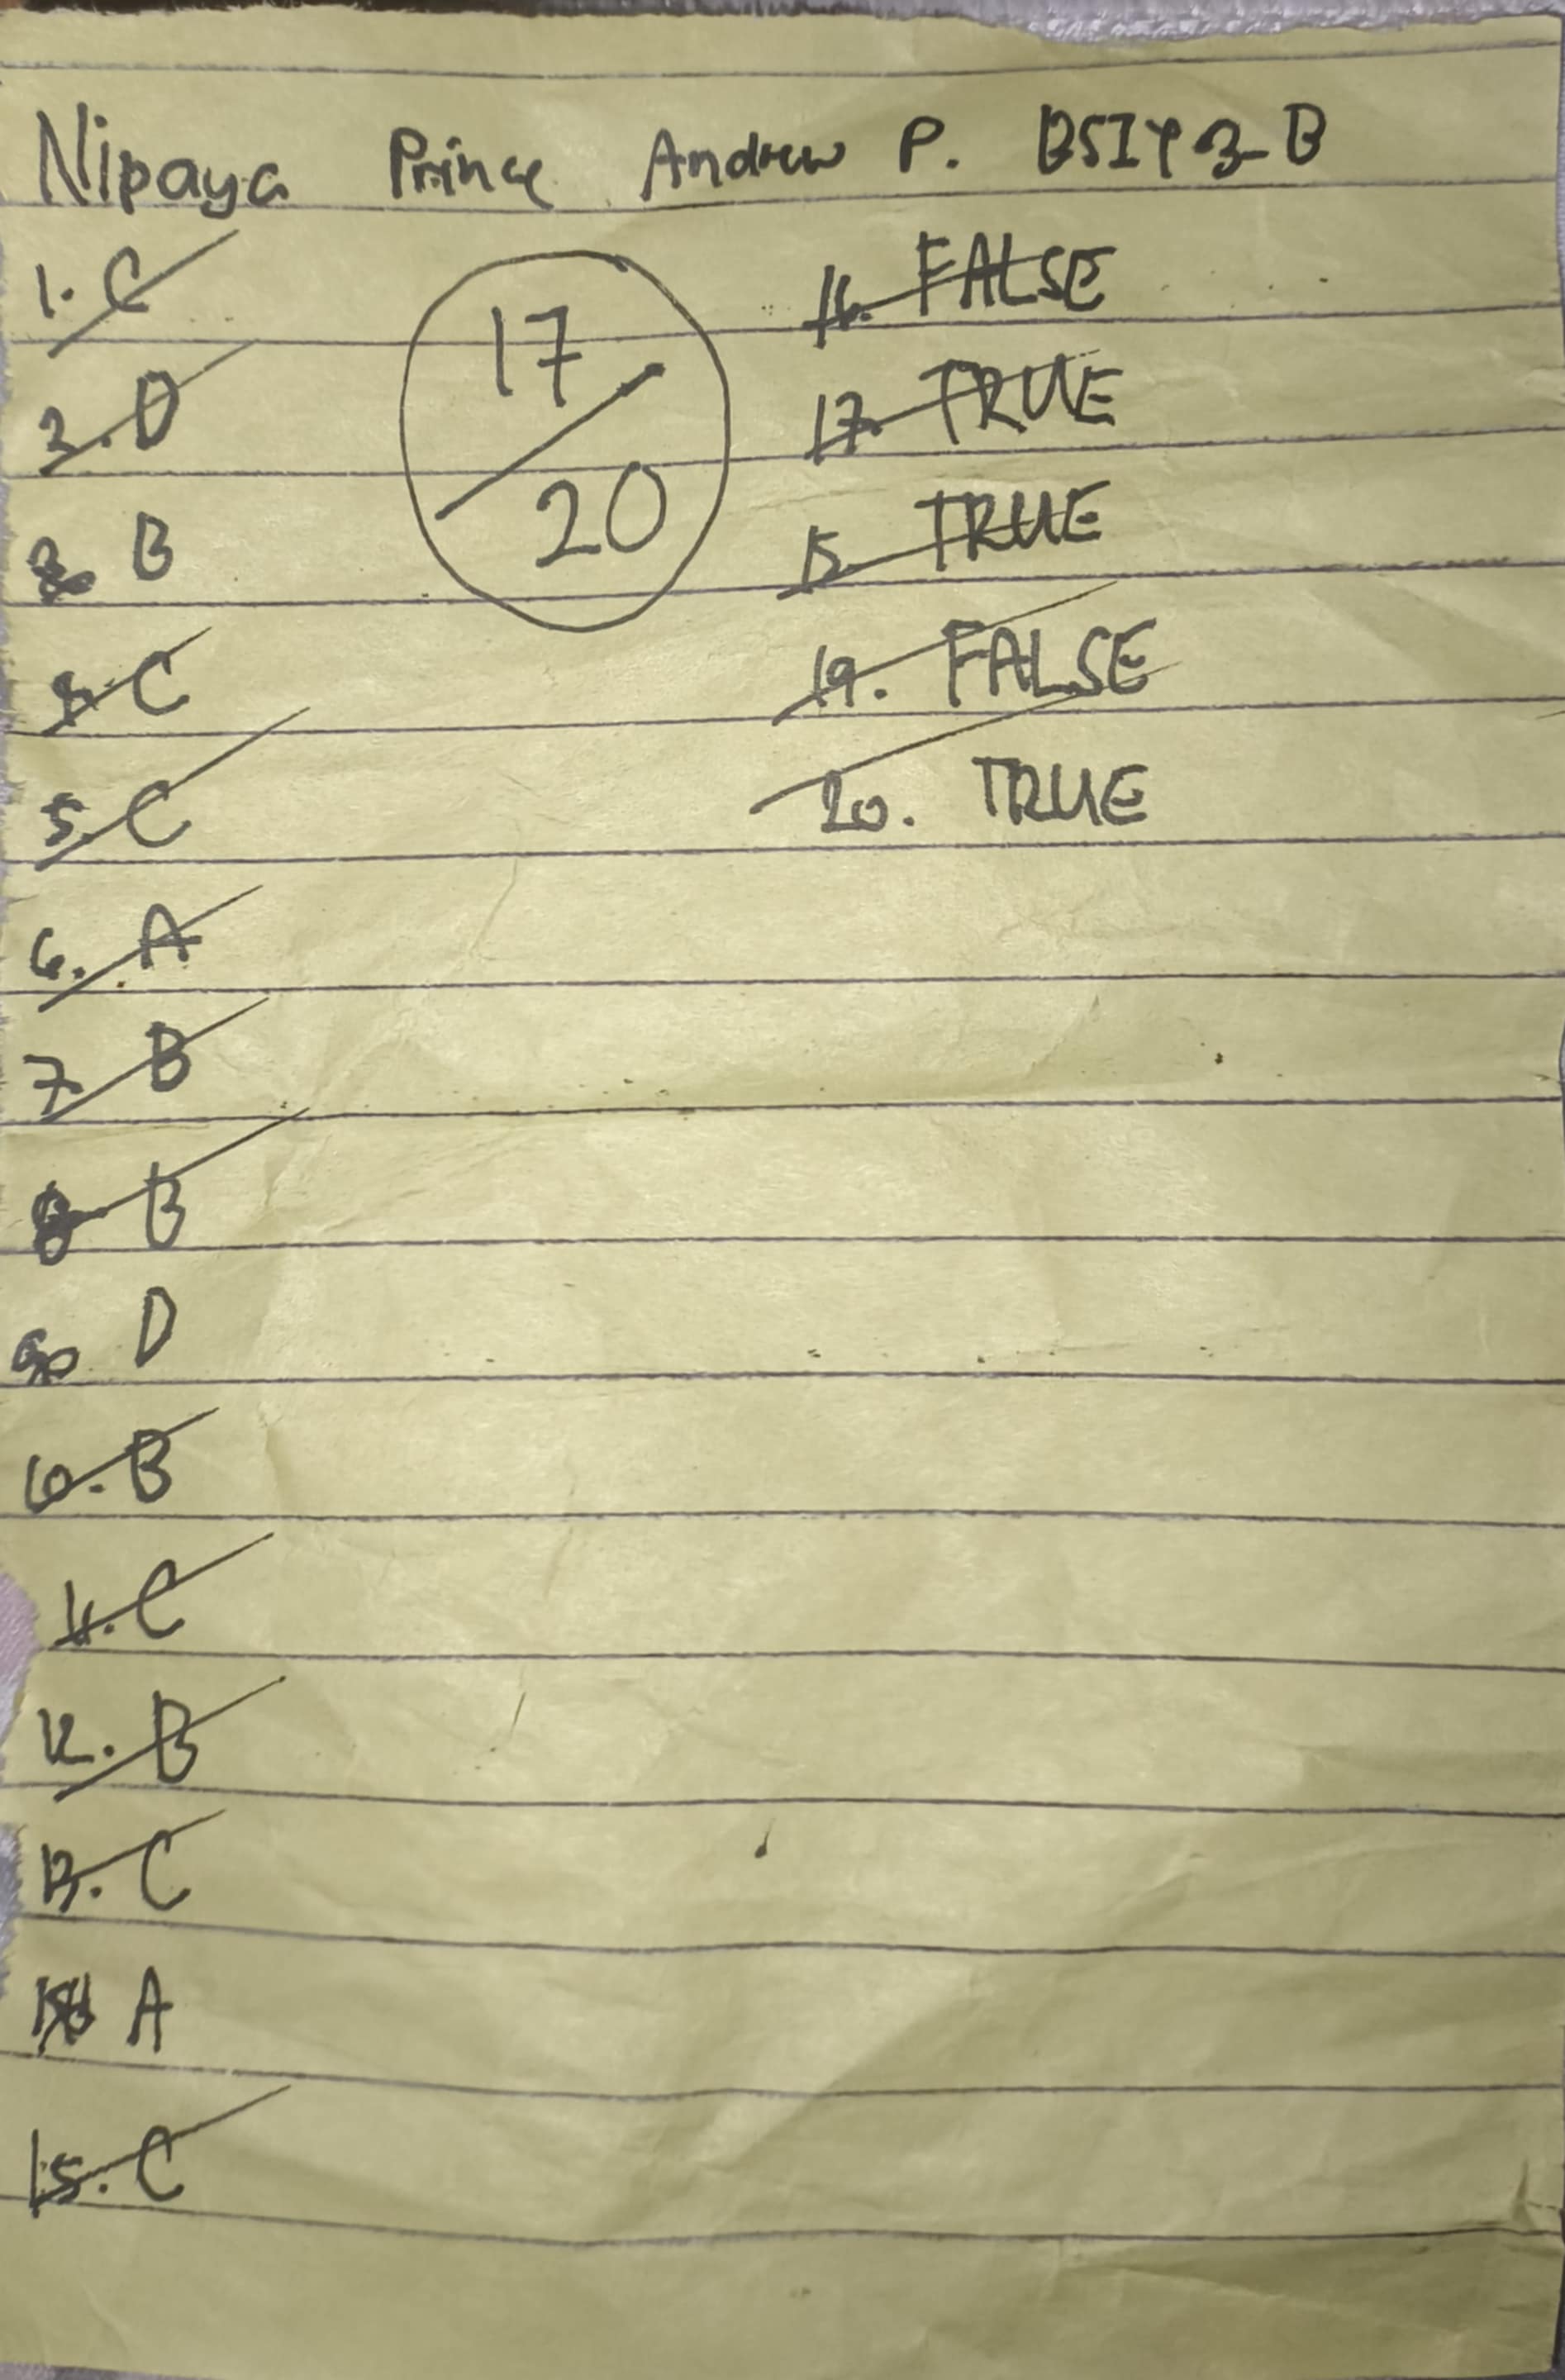 Nipaya Prince Andrew P. BSIT 3-B
1. C
2. D
3. B
4. C
5. C
6. A
7. B
8. B
9. D
10. B
11. C
12. B
13. C
14. A
15. C
17
20
16. FALSE
17. TRUE
18. TRUE
19. FALSE
20. TRUE